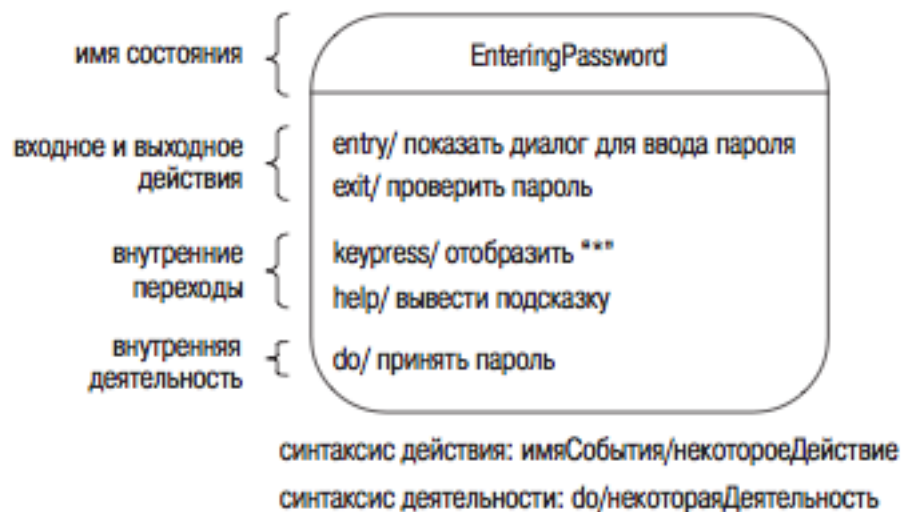 имя состояния
EnteringPassword
входное и выходное
действия
entry/ показать диалог для ввода пароля
exit/ проверить пароль
внутренние
переходы
keypress/ отобразить "*"
help/ вывести подсказку
внутренняя
деятельность
do/ принять пароль
синтаксис действия: имяСобытия/некотороеДействие
синтаксис деятельности: do/некотораяДеятельность